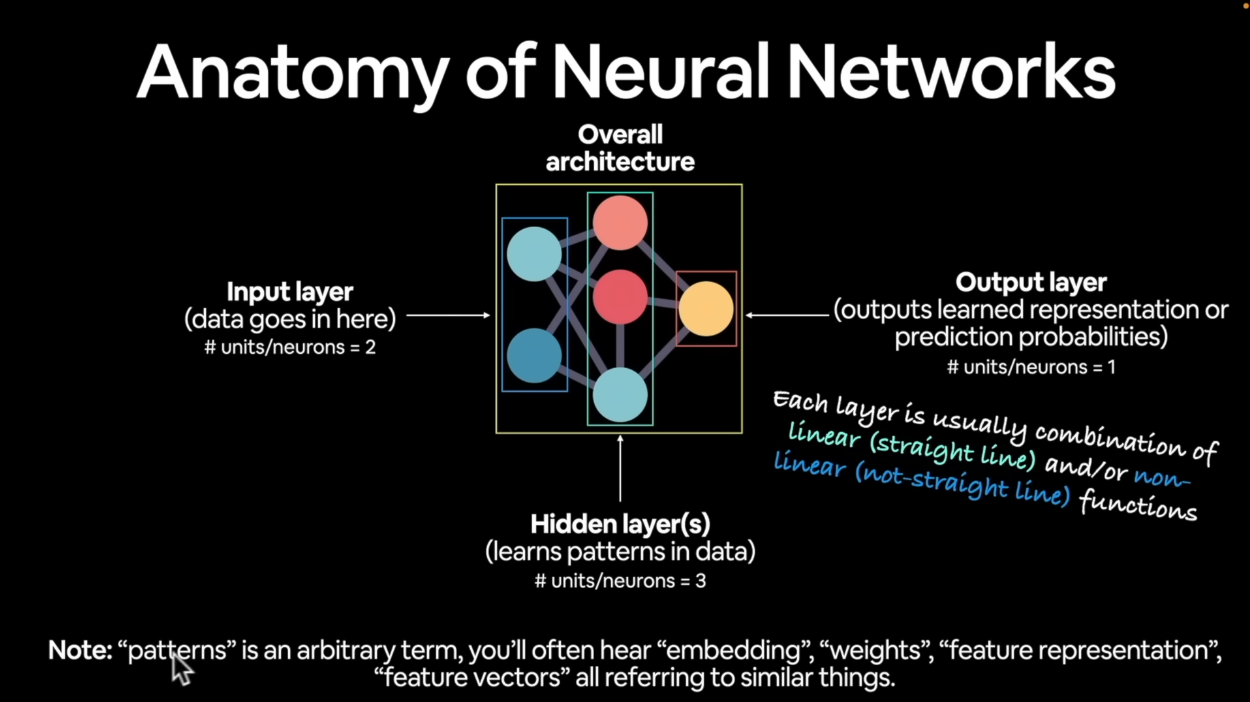 Anatomy of Neural Networks
Overall
architecture
Input layer
(data goes in here)
# units/neurons = 2
Output layer
(outputs learned representation or
prediction probabilities)
# units/neurons = 1
Each layer is usually combination of
linear (straight line) and/or non-
linear (not-straight line) functions
Hidden layer(s)
(learns patterns in data)
# units/neurons = 3
Note: “patterns” is an arbitrary term, you’ll often hear “embedding”, “weights”, “feature representation”,
“feature vectors” all referring to similar things.